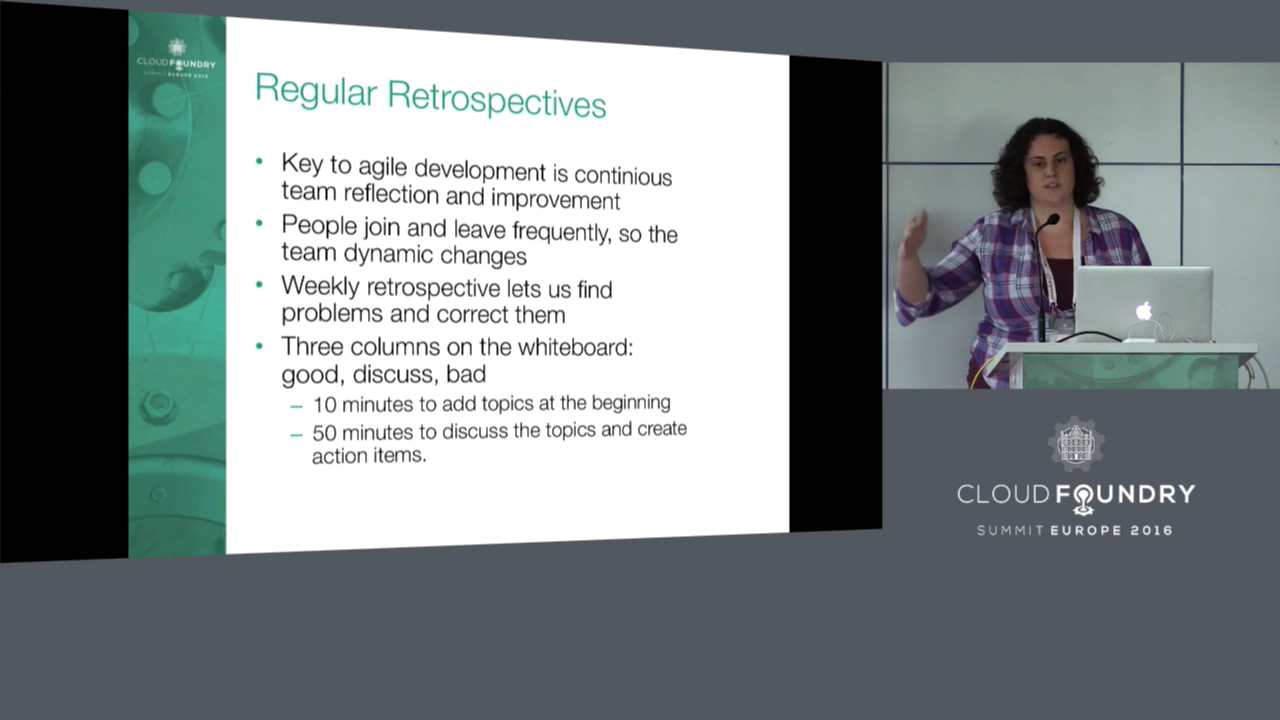 CLOUD FOUNDRY
SUMMIT EUROPE 2016
Regular Retrospectives
• Key to agile development is continious
team reflection and improvement
• People join and leave frequently, so the
team dynamic changes
• Weekly retrospective lets us find
problems and correct them
• Three columns on the whiteboard:
good, discuss, bad
– 10 minutes to add topics at the beginning
– 50 minutes to discuss the topics and create
action items.
CLOUD FOUNDRY
SUMMIT EUROPE 2016